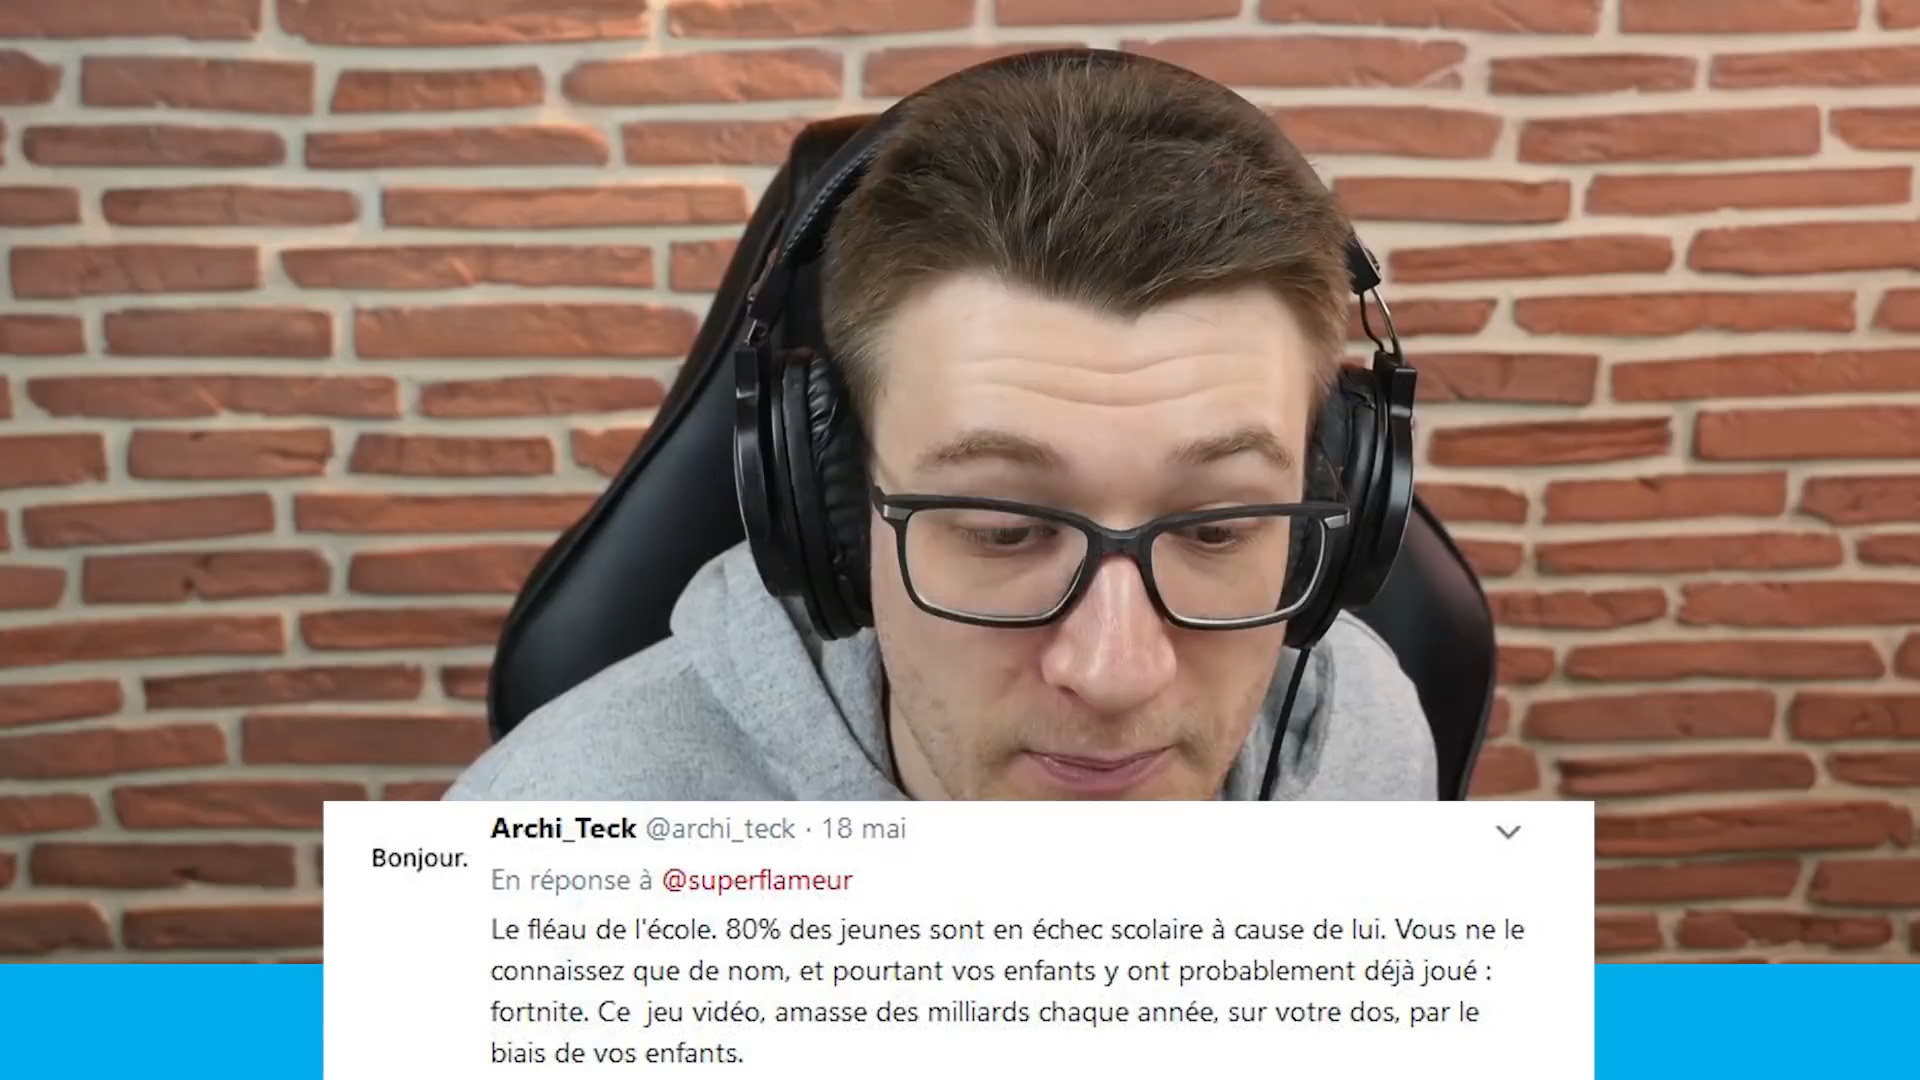 Archi_Teck @archi_teck · 18 mai
Bonjour.
En réponse à @superflameur
Le fléau de l'école. 80% des jeunes sont en échec scolaire à cause de lui. Vous ne le
connaissez que de nom, et pourtant vos enfants y ont probablement déjà joué :
fortnite. Ce  jeu vidéo, amasse des milliards chaque année, sur votre dos, par le
biais de vos enfants.